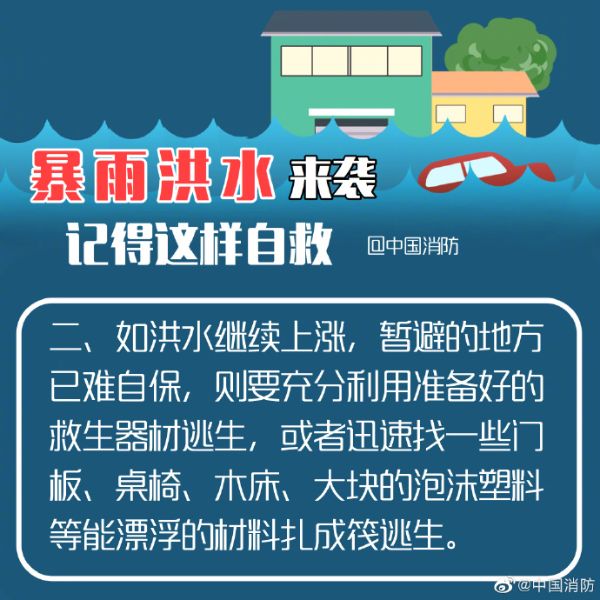 暴雨洪水来袭
记得这样自救 @中国消防
二、如洪水继续上涨，暂避的地方
已难自保，则要充分利用准备好的
救生器材逃生，或者迅速找一些门
板、桌椅、木床、大块的泡沫塑料
等能漂浮的材料扎成筏逃生。
@中国消防